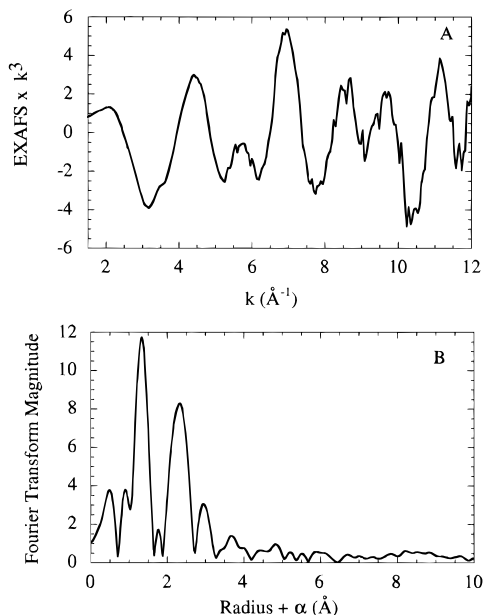 A
6
4
2
0
-2
-4
-6
EXAFS x k³
2 4 6 8 10 12
k (Å⁻¹)
B
12
10
8
6
4
2
0
Fourier Transform Magnitude
0 2 4 6 8 10
Radius + α (Å)